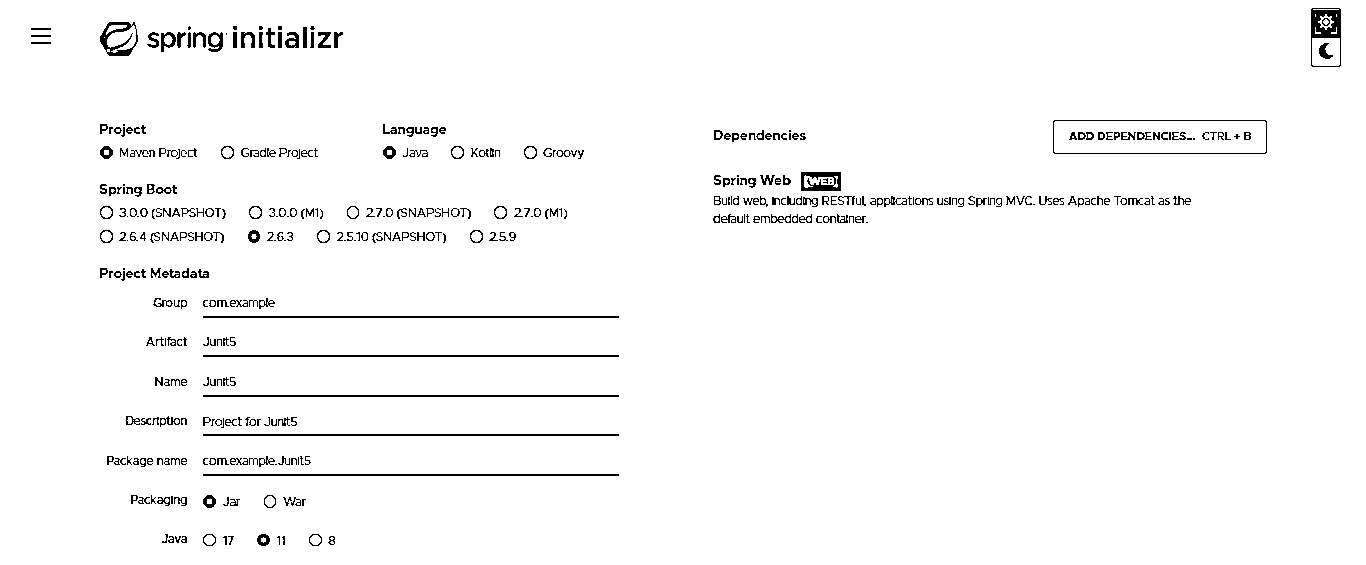 spring initializr
Project
Maven Project Gradle Project
Language
Java Kotlin Groovy
Spring Boot
3.0.0 (SNAPSHOT) 3.0.0 (M1) 2.7.0 (SNAPSHOT) 2.7.0 (M1)
2.6.4 (SNAPSHOT) 2.6.3 2.5.10 (SNAPSHOT) 2.5.9
Project Metadata
Group com.example
Artifact Junit5
Name Junit5
Description Project for Junit5
Package name com.example.Junit5
Packaging Jar War
Java 17 11 8
Dependencies
ADD DEPENDENCIES... CTRL + B
Spring Web WEB
Build web, including RESTful, applications using Spring MVC. Uses Apache Tomcat as the
default embedded container.